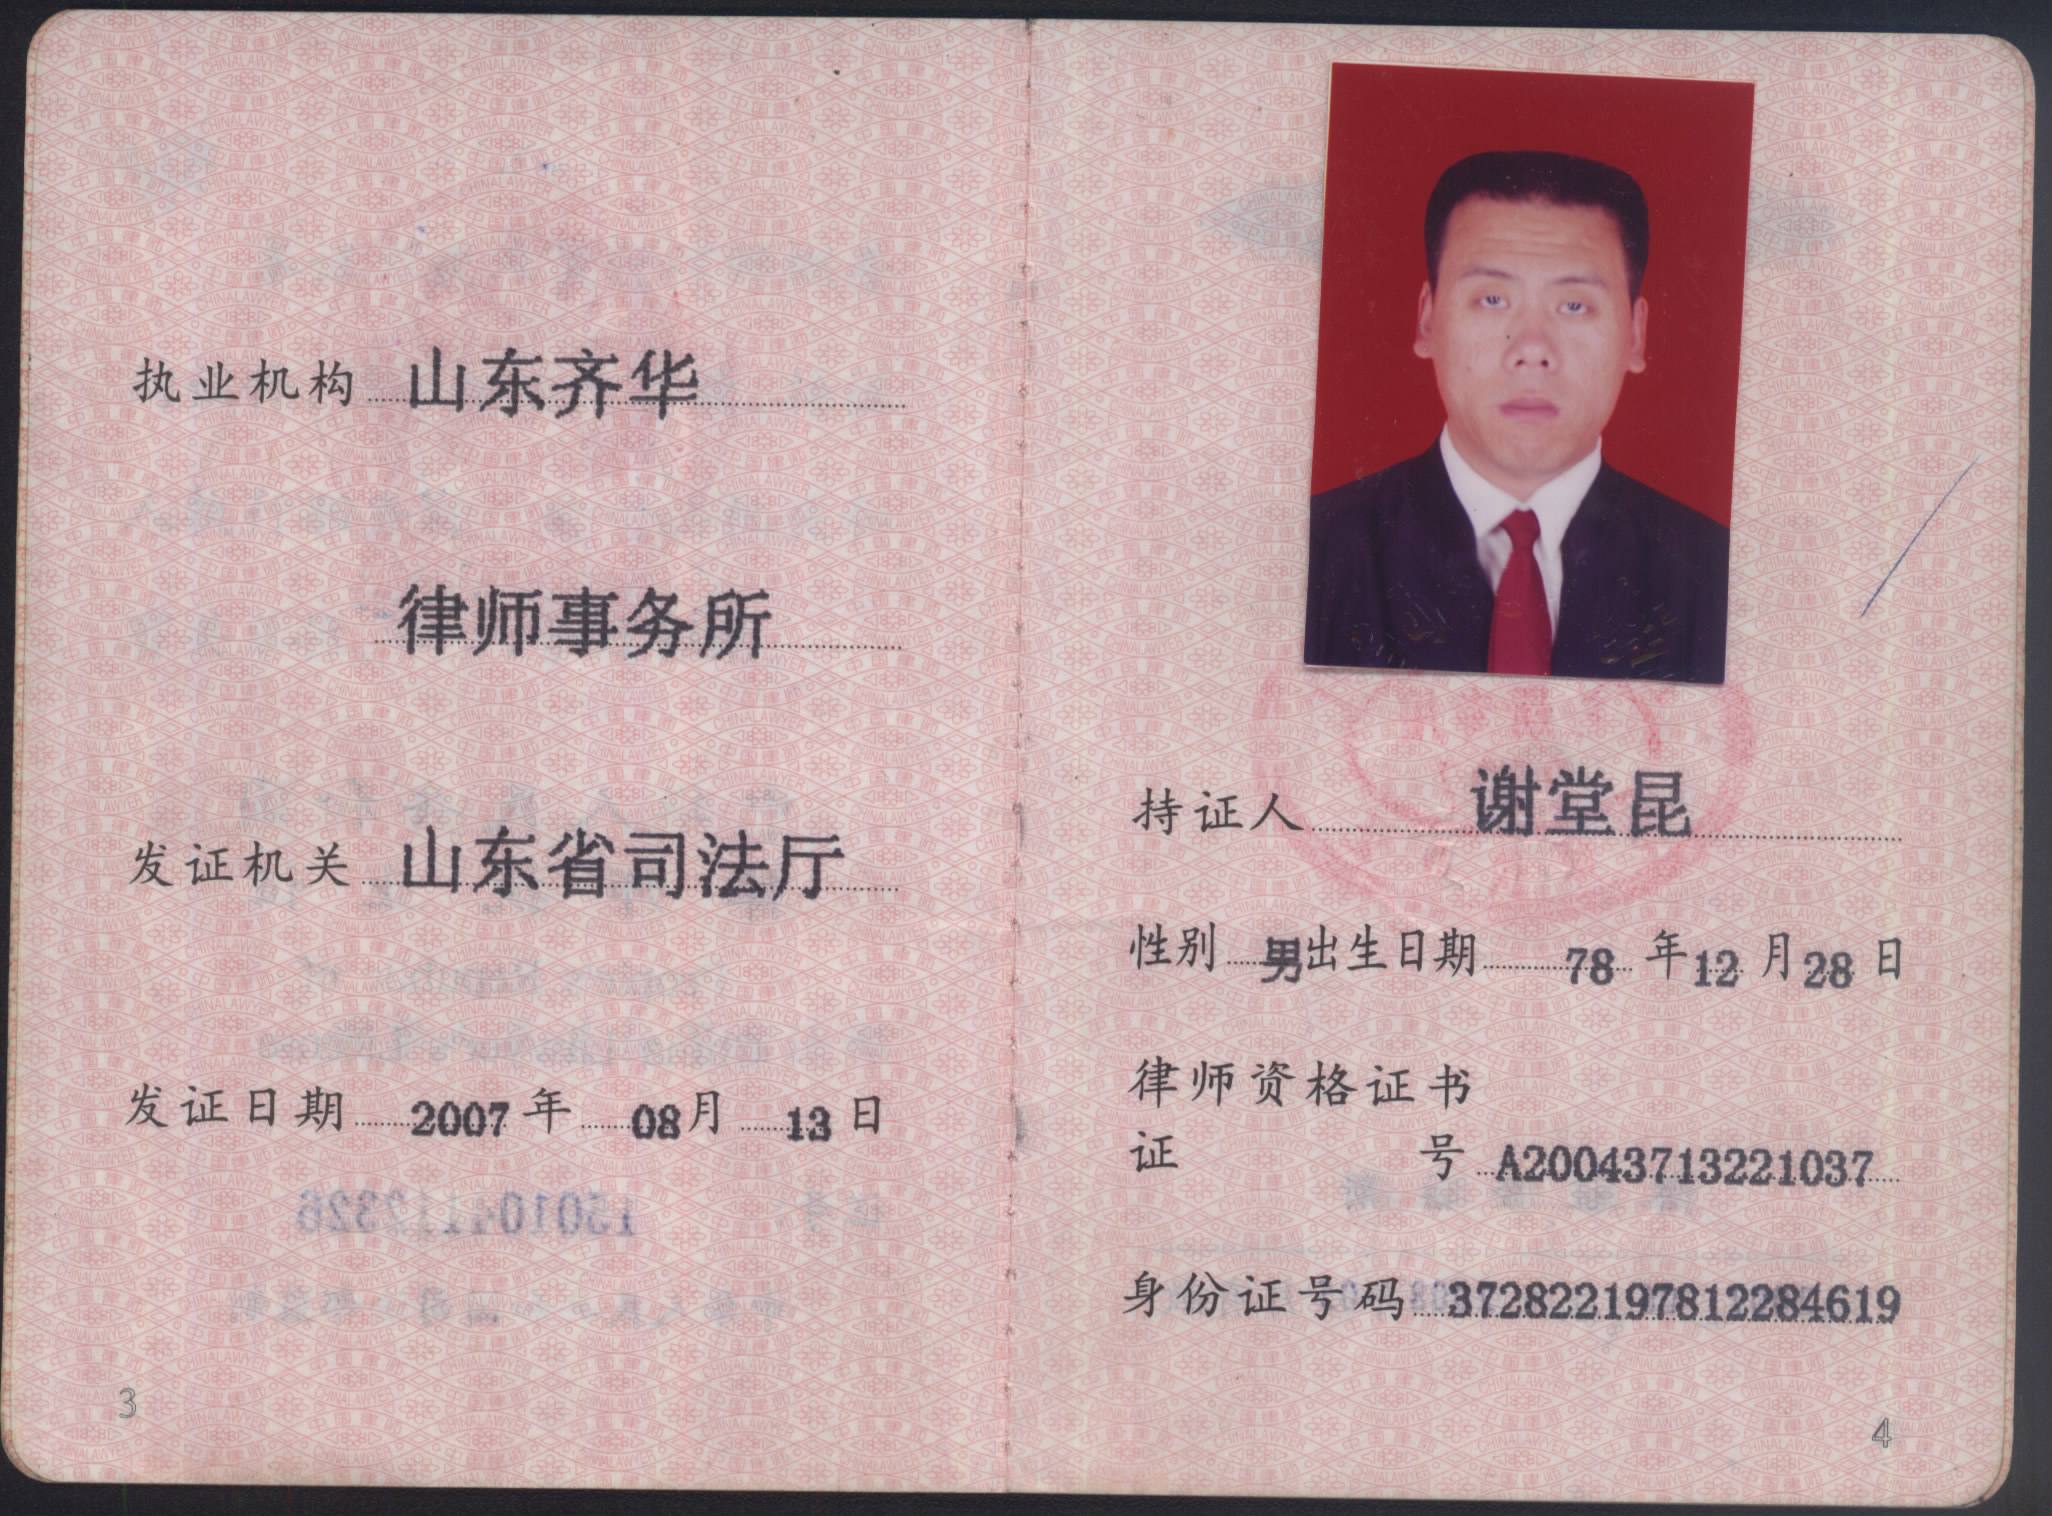 执业机构 山东齐华
律师事务所
发证机关 山东省司法厅
发证日期 2007 年 08 月 13 日
3
持证人 谢堂昆
性别 男 出生日期 78 年 12 月 28 日
律师资格证书
证 号 A20043713221037
身份证号码 372822197812284619
4